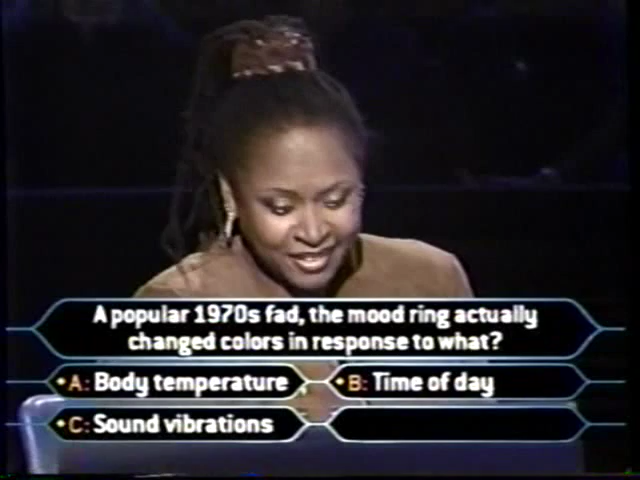 A popular 1970s fad, the mood ring actually
changed colors in response to what?
A: Body temperature
B: Time of day
C: Sound vibrations